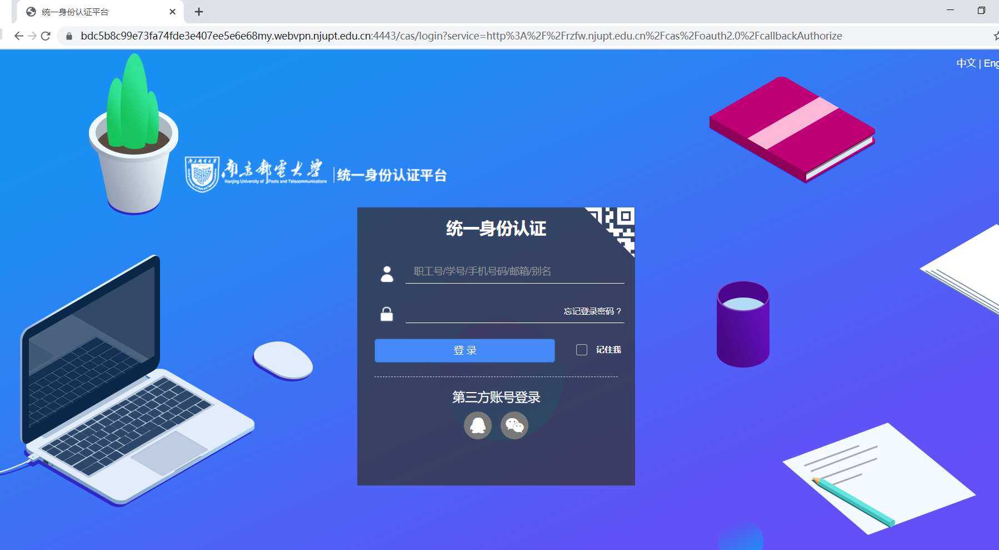 统一身份认证平台
bdc5b8c99e73fa74fde3e407ee5e6e68my.webvpn.njupt.edu.cn:4443/cas/login?service=http%3A%2F%2Frzfw.njupt.edu.cn%2Fcas%2Foauth2.0%2FcallbackAuthorize
中文 | Eng
南京邮电大学
Nanjing University of Posts and Telecommunications
统一身份认证平台
统一身份认证
职工号/学号/手机号码/邮箱/别名
忘记登录密码？
登 录
记住我
第三方账号登录